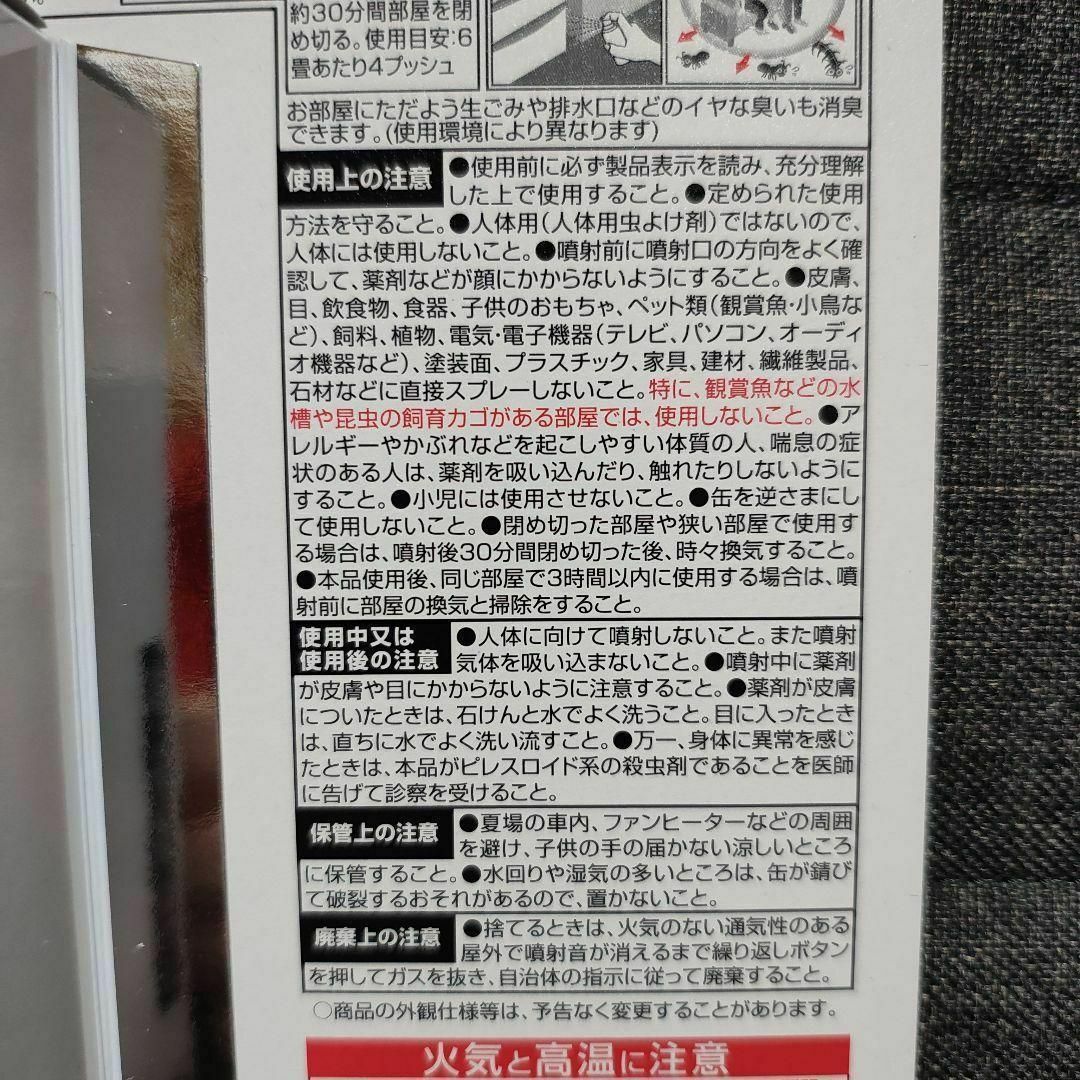 約30分間部屋を閉
め切る。使用目安:6
畳あたり4プッシュ
お部屋にただよう生ごみや排水口などのイヤな臭いも消臭
できます。(使用環境により異なります)
使用上の注意 ●使用前に必ず製品表示を読み、充分理解
した上で使用すること。●定められた使用
方法を守ること。●人体用(人体用虫よけ剤)ではないので、
人体には使用しないこと。●噴射前に噴射口の方向をよく確
認して、薬剤などが顔にかからないようにすること。●皮膚、
目、飲食物、食器、子供のおもちゃ、ペット類(観賞魚・小鳥な
ど)、飼料、植物、電気・電子機器(テレビ、パソコン、オーディ
オ機器など)、塗装面、プラスチック、家具、建材、繊維製品、
石材などに直接スプレーしないこと。特に、観賞魚などの水
槽や昆虫の飼育カゴがある部屋では、使用しないこと。●ア
レルギーやかぶれなどを起こしやすい体質の人、喘息の症
状のある人は、薬剤を吸い込んだり、触れたりしないように
すること。●小児には使用させないこと。●缶を逆さまにし
て使用しないこと。●閉め切った部屋や狭い部屋で使用す
る場合は、噴射後30分間閉め切った後、時々換気すること。
●本品使用後、同じ部屋で3時間以内に使用する場合は、噴
射前に部屋の換気と掃除をすること。
使用中又は
使用後の注意
●人体に向けて噴射しないこと。また噴射
気体を吸い込まないこと。●噴射中に薬剤
が皮膚や目にかからないように注意すること。●薬剤が皮膚
についたときは、石けんと水でよく洗うこと。目に入ったとき
は、直ちに水でよく洗い流すこと。●万一、身体に異常を感じ
たときは、本品がピレスロイド系の殺虫剤であることを医師
に告げて診察を受けること。
保管上の注意 ●夏場の車内、ファンヒーターなどの周囲
を避け、子供の手の届かない涼しいところ
に保管すること。●水回りや湿気の多いところは、缶が錆び
て破裂するおそれがあるので、置かないこと。
廃棄上の注意 ●捨てるときは、火気のない通気性のある
屋外で噴射音が消えるまで繰り返しボタン
を押してガスを抜き、自治体の指示に従って廃棄すること。
○商品の外観仕様等は、予告なく変更することがあります。
火気と高温に注意